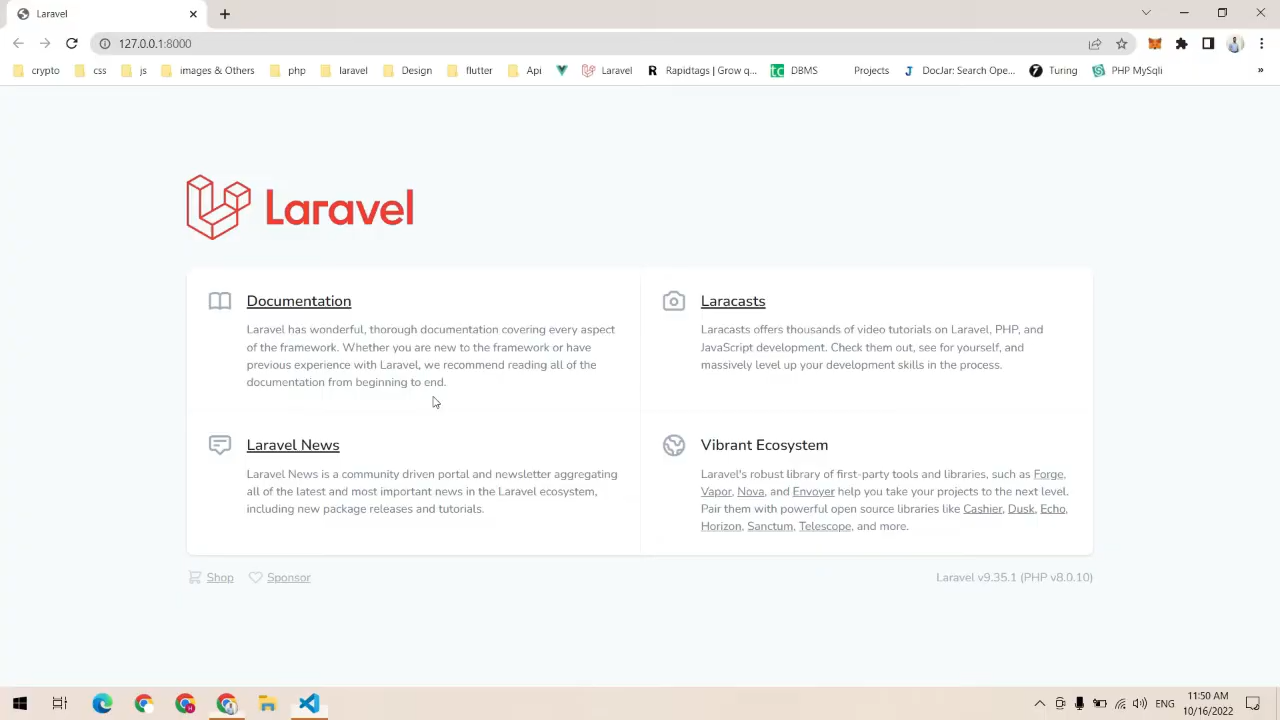 Laravel
127.0.0.1:8000
crypto css js images & Others php laravel Design flutter Api Laravel Rapidtags | Grow q... DBMS Projects DocJar: Search Ope... Turing PHP MySqli »
Laravel
Documentation
Laravel has wonderful, thorough documentation covering every aspect
of the framework. Whether you are new to the framework or have
previous experience with Laravel, we recommend reading all of the
documentation from beginning to end.
Laracasts
Laracasts offers thousands of video tutorials on Laravel, PHP, and
JavaScript development. Check them out, see for yourself, and
massively level up your development skills in the process.
Laravel News
Laravel News is a community driven portal and newsletter aggregating
all of the latest and most important news in the Laravel ecosystem,
including new package releases and tutorials.
Vibrant Ecosystem
Laravel's robust library of first-party tools and libraries, such as Forge,
Vapor, Nova, and Envoyer help you take your projects to the next level.
Pair them with powerful open source libraries like Cashier, Dusk, Echo,
Horizon, Sanctum, Telescope, and more.
Shop Sponsor
Laravel v9.35.1 (PHP v8.0.10)
ENG
11:50 AM
10/16/2022